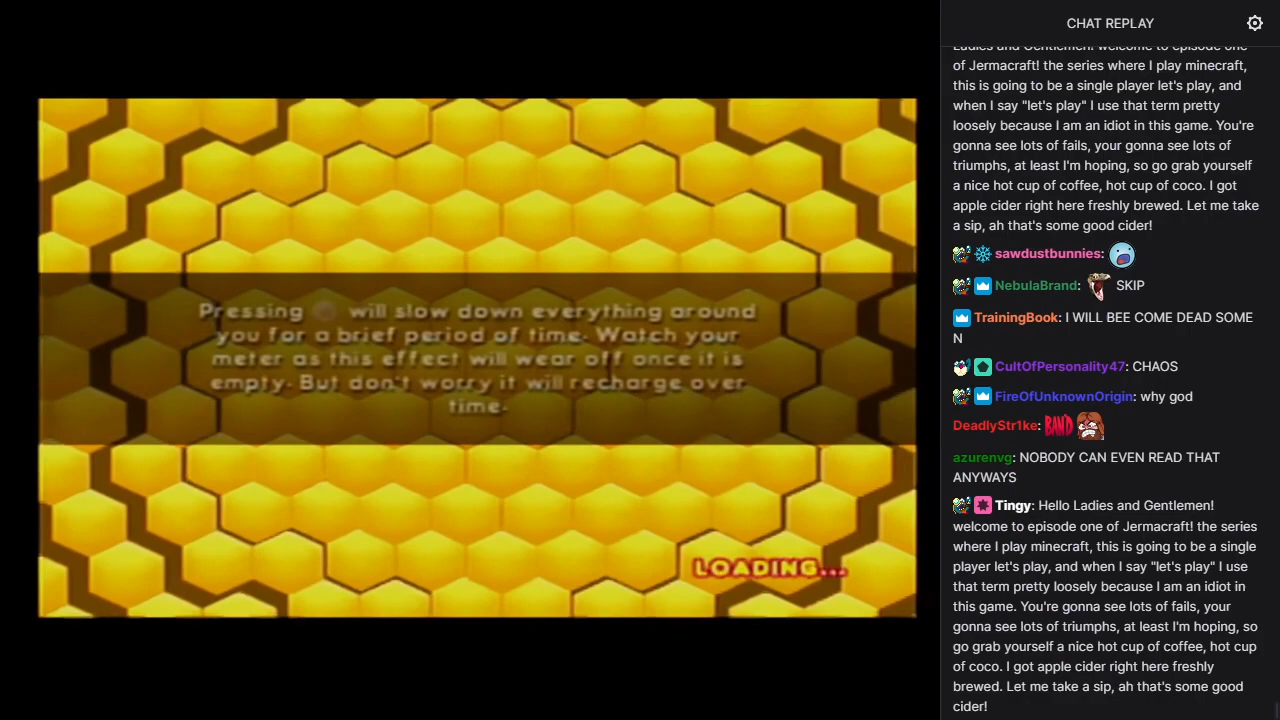 Pressing will slow down everything around
you for a brief period of time. Watch your
meter as this effect will wear off once it is
empty. But don't worry it will recharge over
time.
LOADING...
CHAT REPLAY
Ladies and Gentlemen! welcome to episode one
of Jermacraft! the series where I play minecraft,
this is going to be a single player let's play, and
when I say "let's play" I use that term pretty
loosely because I am an idiot in this game. You're
gonna see lots of fails, your gonna see lots of
triumphs, at least I'm hoping, so go grab yourself
a nice hot cup of coffee, hot cup of coco. I got
apple cider right here freshly brewed. Let me take
a sip, ah that's some good cider!
sawdustbunnies:
NebulaBrand: SKIP
TrainingBook: I WILL BEE COME DEAD SOME
N
CultOfPersonality47: CHAOS
FireOfUnknownOrigin: why god
DeadlyStr1ke: BAND
azurenvg: NOBODY CAN EVEN READ THAT
ANYWAYS
Tingy: Hello Ladies and Gentlemen!
welcome to episode one of Jermacraft! the series
where I play minecraft, this is going to be a single
player let's play, and when I say "let's play" I use
that term pretty loosely because I am an idiot in
this game. You're gonna see lots of fails, your
gonna see lots of triumphs, at least I'm hoping, so
go grab yourself a nice hot cup of coffee, hot cup
of coco. I got apple cider right here freshly
brewed. Let me take a sip, ah that's some good
cider!